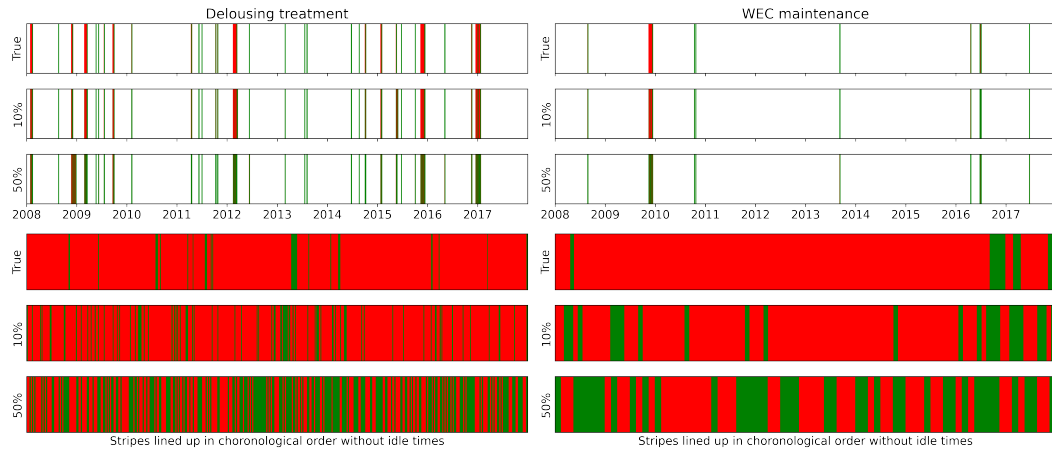 Delousing treatment
WEC maintenance
True
True
10%
10%
50%
50%
2008 2009 2010 2011 2012 2013 2014 2015 2016 2017
2008 2009 2010 2011 2012 2013 2014 2015 2016 2017
True
True
10%
10%
50%
50%
Stripes lined up in choronological order without idle times
Stripes lined up in choronological order without idle times